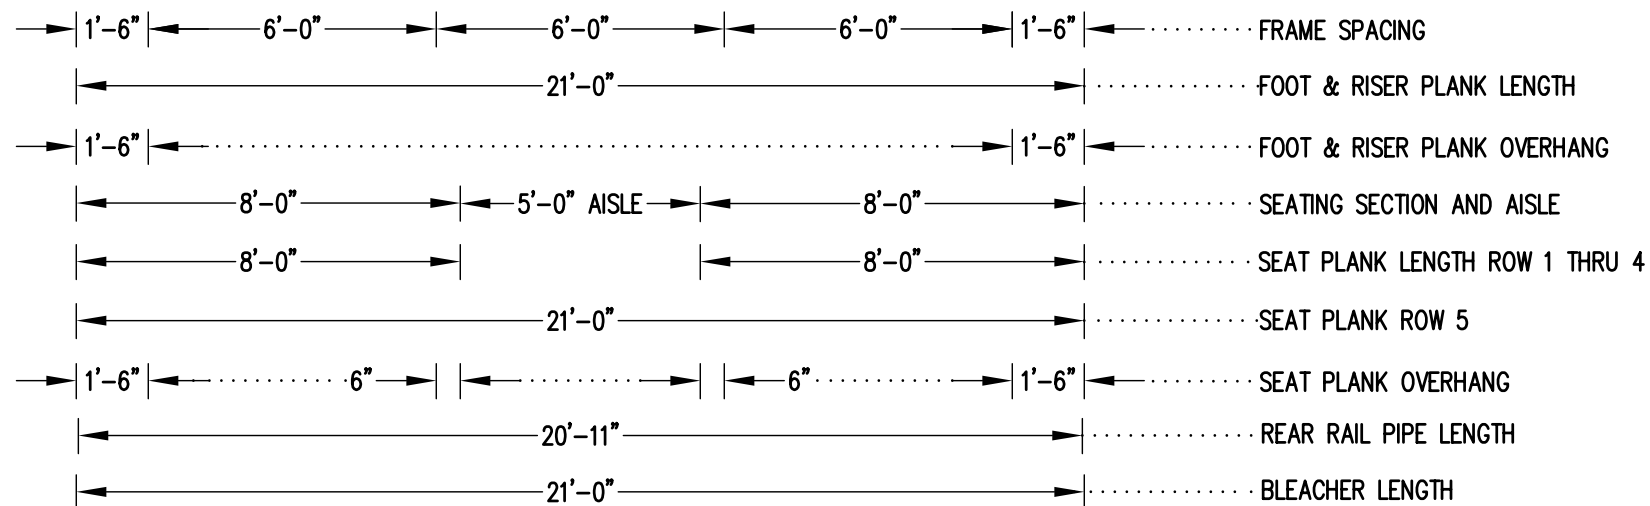 1'-6" 6'-0" 6'-0" 6'-0" 1'-6" FRAME SPACING
21'-0" FOOT & RISER PLANK LENGTH
1'-6" 1'-6" FOOT & RISER PLANK OVERHANG
8'-0" 5'-0" AISLE 8'-0" SEATING SECTION AND AISLE
8'-0" 8'-0" SEAT PLANK LENGTH ROW 1 THRU 4
21'-0" SEAT PLANK ROW 5
1'-6" 6" 6" 1'-6" SEAT PLANK OVERHANG
20'-11" REAR RAIL PIPE LENGTH
21'-0" BLEACHER LENGTH